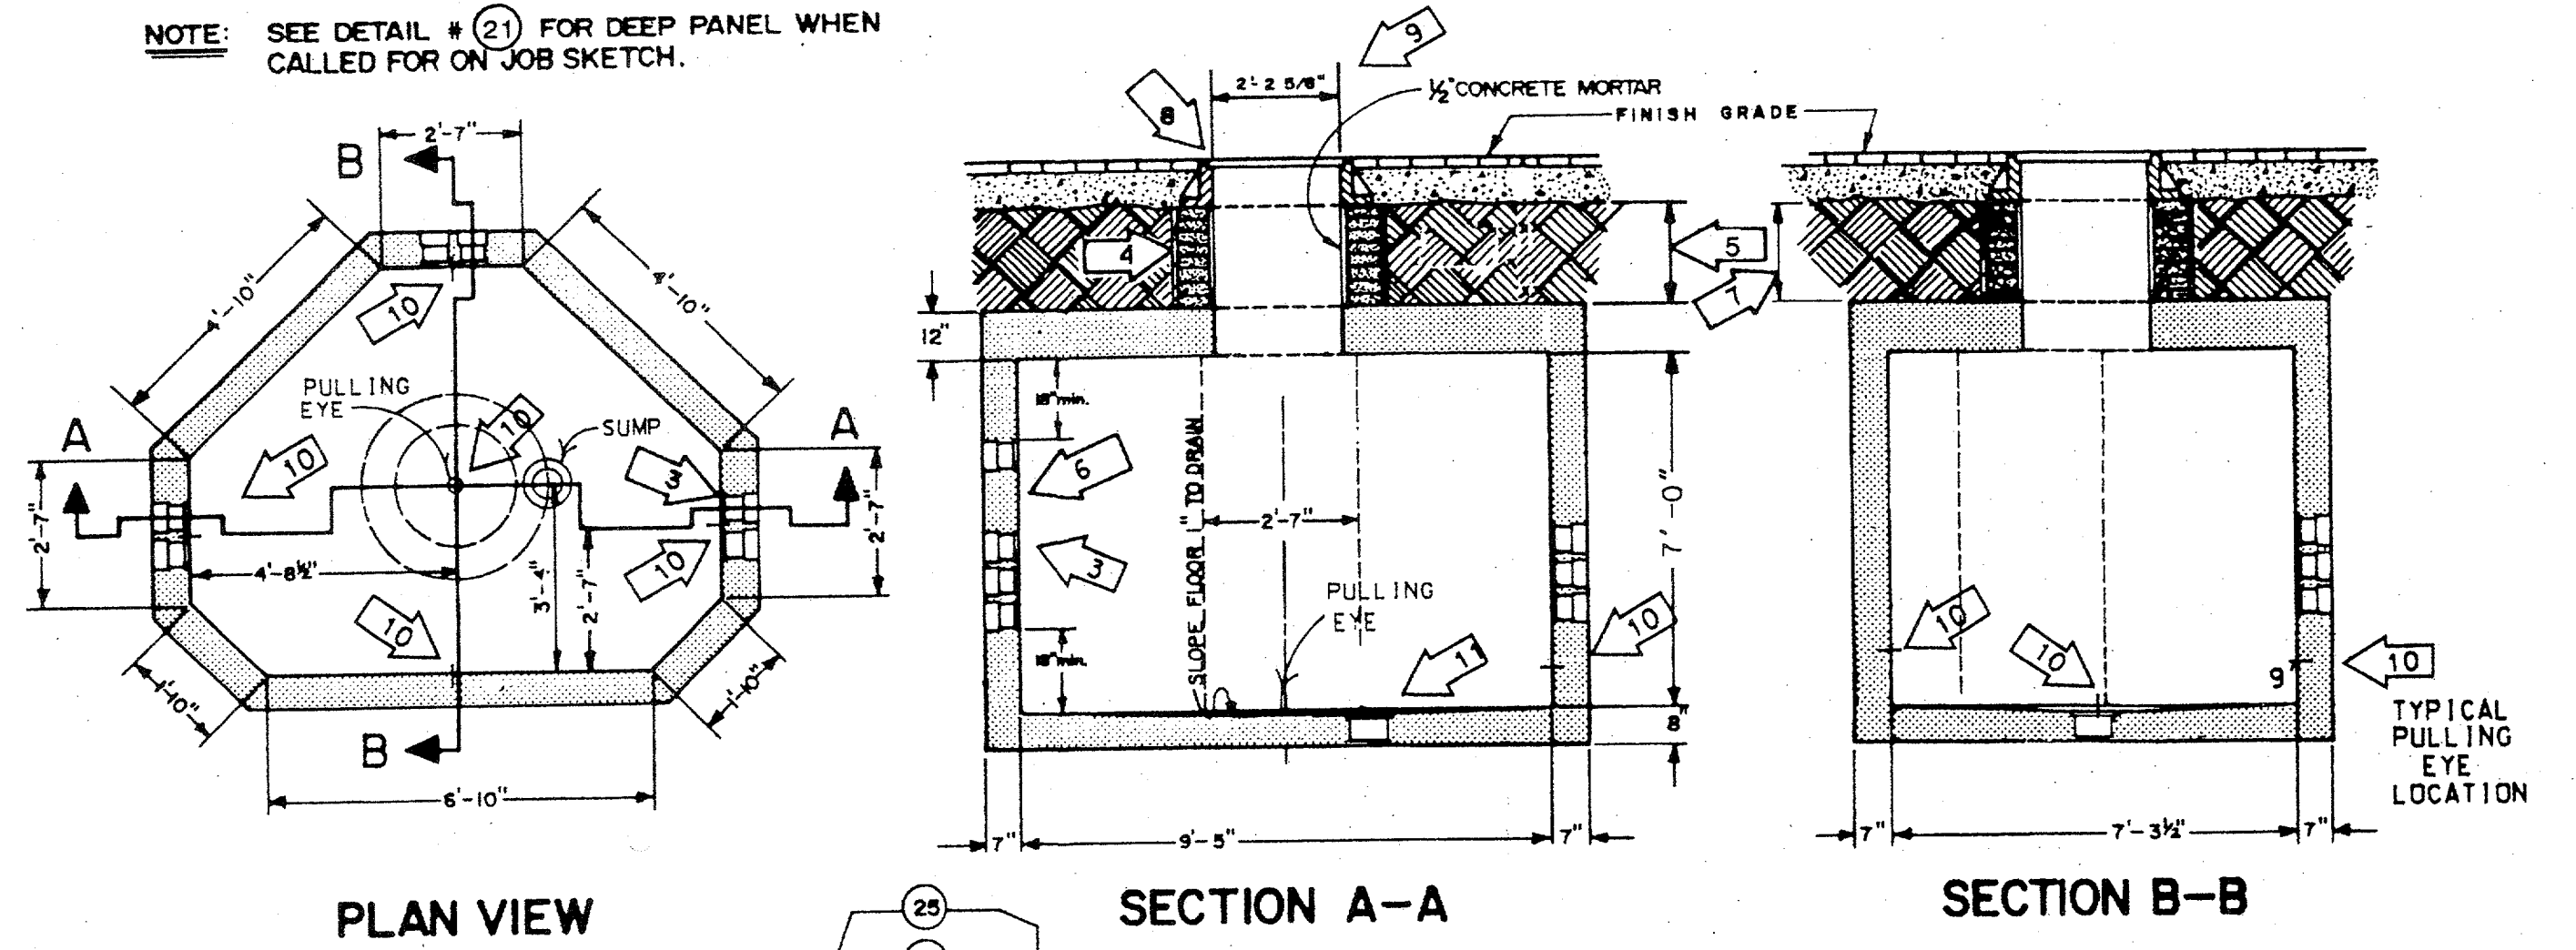 NOTE: SEE DETAIL # 21 FOR DEEP PANEL WHEN
CALLED FOR ON JOB SKETCH.
2'-7"
B
4'-10"
4'-10"
10
PULLING
EYE
10
SUMP
A
A
10
3
2'-7"
2'-7"
4'-8½"
3'-4"
2'-7"
10
10
1'-10"
1'-10"
B
6'-10"
PLAN VIEW
9
8
2'-2 5/8"
½" CONCRETE MORTAR
FINISH GRADE
4
5
12"
18" min.
6
3
SLOPE FLOOR 1" TO DRAIN
2'-7"
7'-0"
PULLING
EYE
18" min.
11
10
8"
7"
9'-5"
7"
SECTION A-A
25
7
10
10
9"
10
TYPICAL
PULLING
EYE
LOCATION
7"
7'-3½"
7"
SECTION B-B